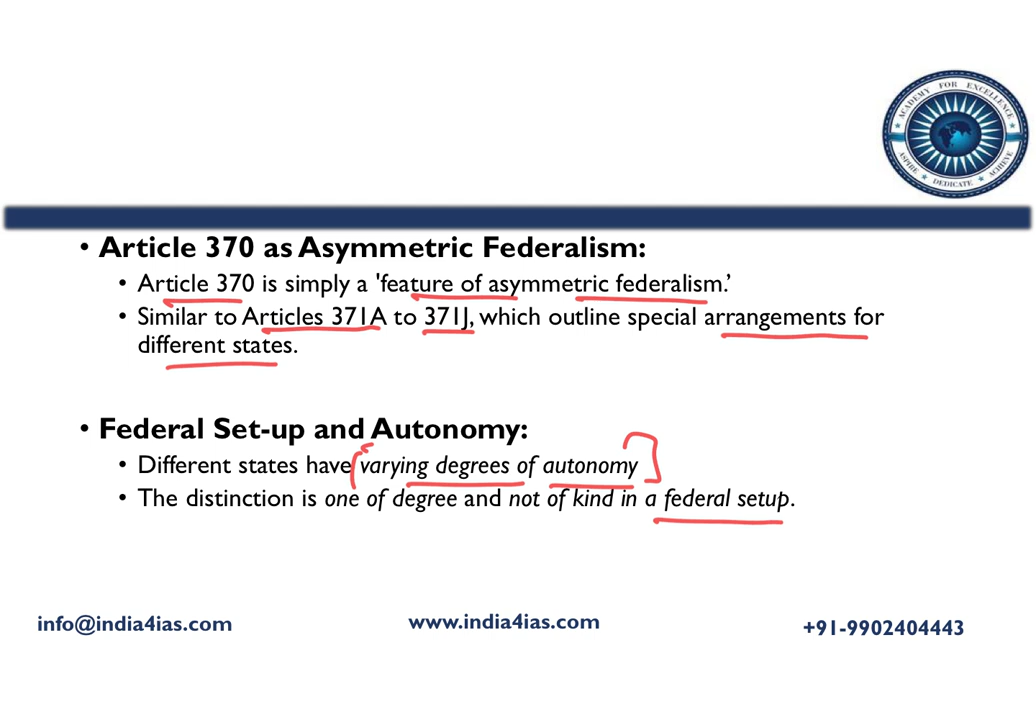 ACADEMY FOR EXCELLENCE
ASPIRE ★ DEDICATE ★ ACHIEVE
• Article 370 as Asymmetric Federalism:
• Article 370 is simply a 'feature of asymmetric federalism.’
• Similar to Articles 371A to 371J, which outline special arrangements for
different states.
• Federal Set-up and Autonomy:
• Different states have varying degrees of autonomy
• The distinction is one of degree and not of kind in a federal setup.
info@india4ias.com
www.india4ias.com
+91-9902404443